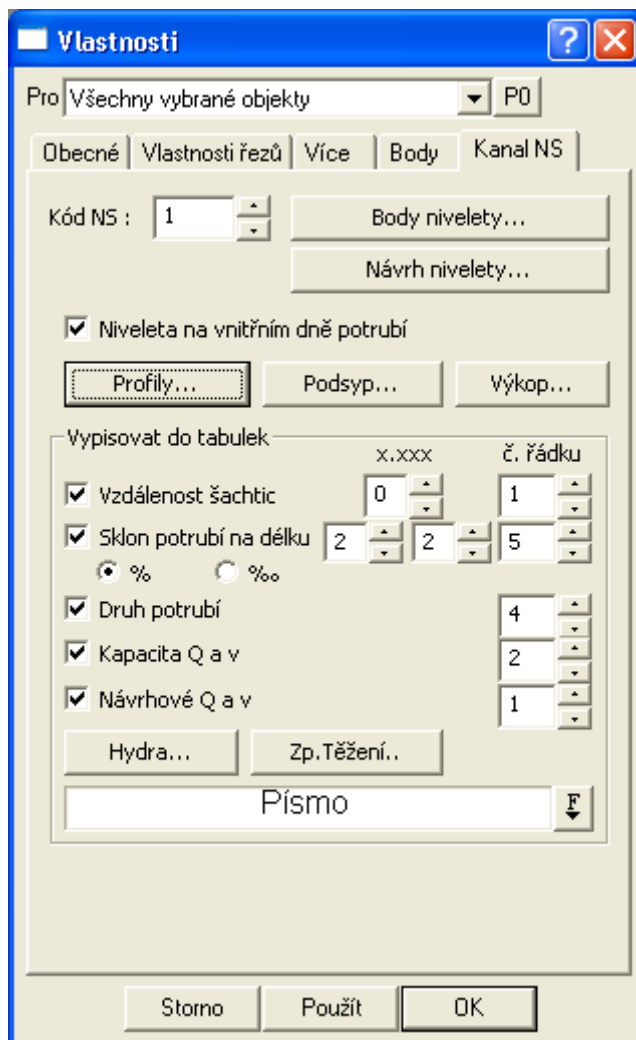 Vlastnosti
Pro Všechny vybrané objekty P0
Obecné Vlastnosti řezů Více Body Kanal NS
Kód NS : 1 Body nivelety...
Návrh nivelety...
Niveleta na vnitřním dně potrubí
Profily... Podsyp... Výkop...
Vypisovat do tabulek
x.xxx č. řádku
Vzdálenost šachtic 0 1
Sklon potrubí na délku 2 2 5
% ‰
Druh potrubí 4
Kapacita Q a v 2
Návrhové Q a v 1
Hydra... Zp.Těžení..
Písmo F
Storno Použít OK